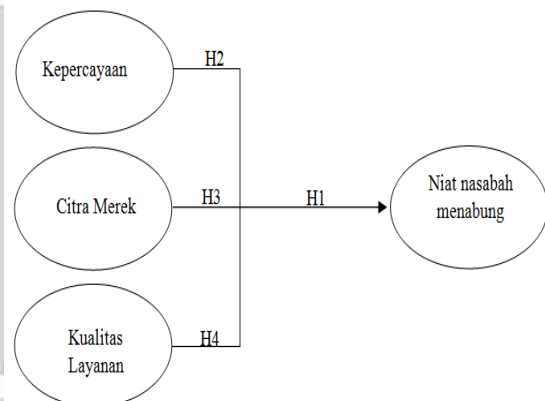 Kepercayaan
H2
Citra Merek
H3
H1
Niat nasabah
menabung
Kualitas
Layanan
H4